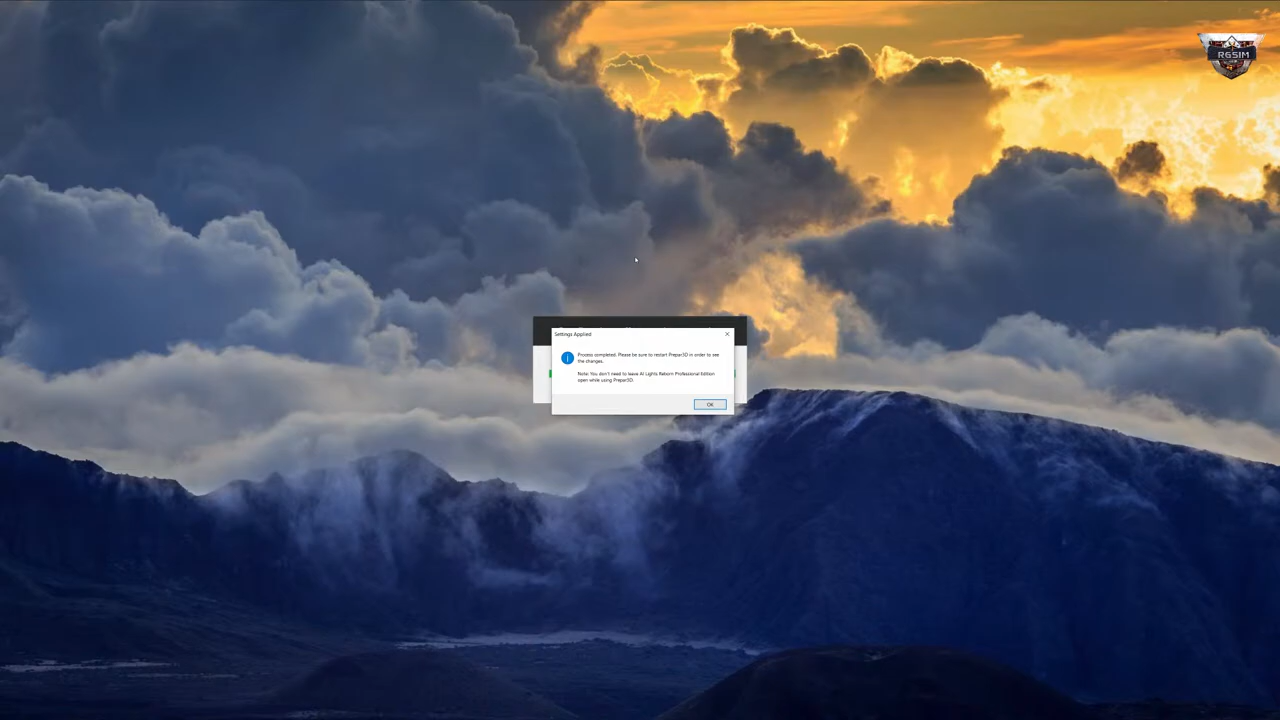 RGSIM
Settings Applied
Process completed. Please be sure to restart Prepar3D in order to see
the changes.
Note: You don't need to leave AI Lights Reborn Professional Edition
open while using Prepar3D.
OK